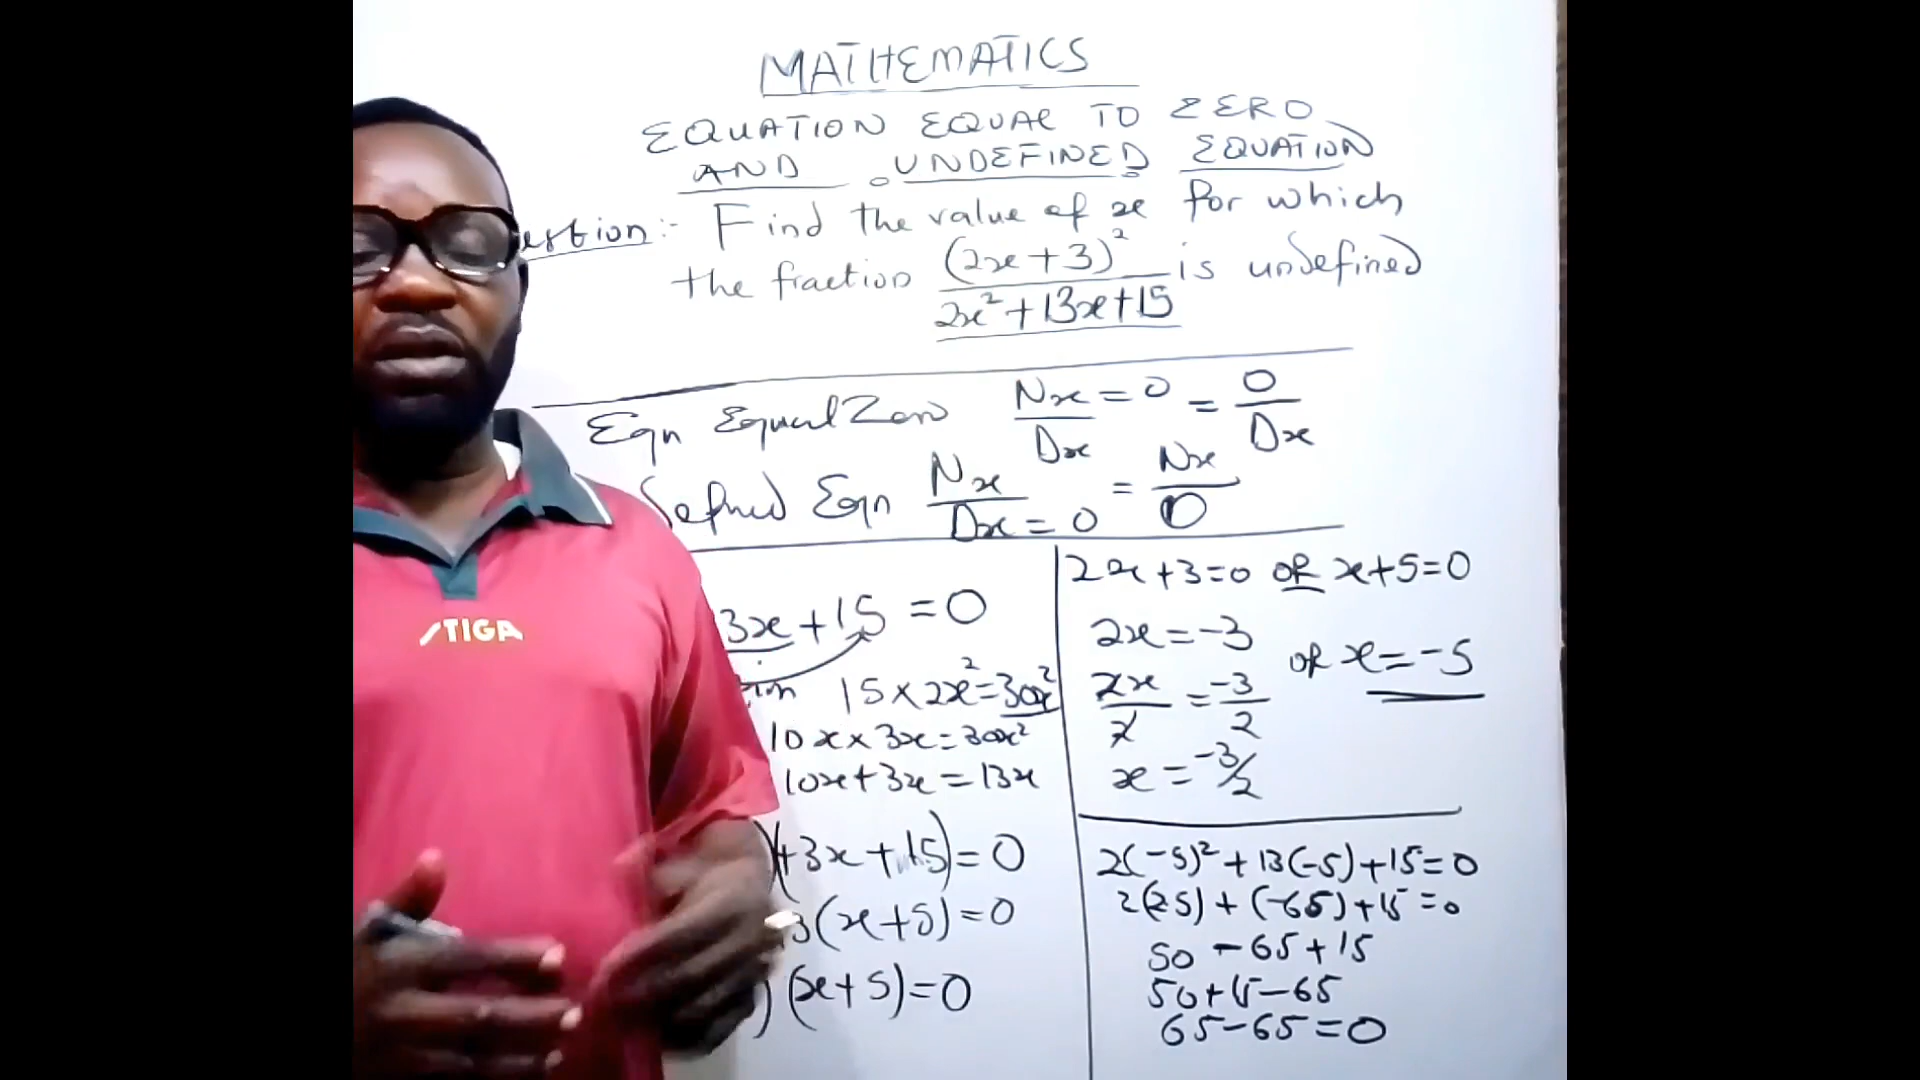 MATHEMATICS
EQUATION EQUAL TO ZERO
AND UNDEFINED EQUATION
estion:- Find the value of x for which
the fraction (2x+3)² / 2x²+13x+15 is undefined
Eqn Equal Zero Nx=0 / Dx = 0 / Dx
defined Eqn Nx / Dx=0 = Nx / 0
3x+15=0
15×2x²=30x²
10x×3x=30x²
10x+3x=13x
)(+3x+15)=0
3(x+5)=0
)(x+5)=0
2x+3=0 OR x+5=0
2x=-3
or x=-5
2x/2=-3/2
x=-3/2
2(-5)²+13(-5)+15=0
2(25)+(-65)+15=0
50-65+15
50+15-65
65-65=0
STIGA